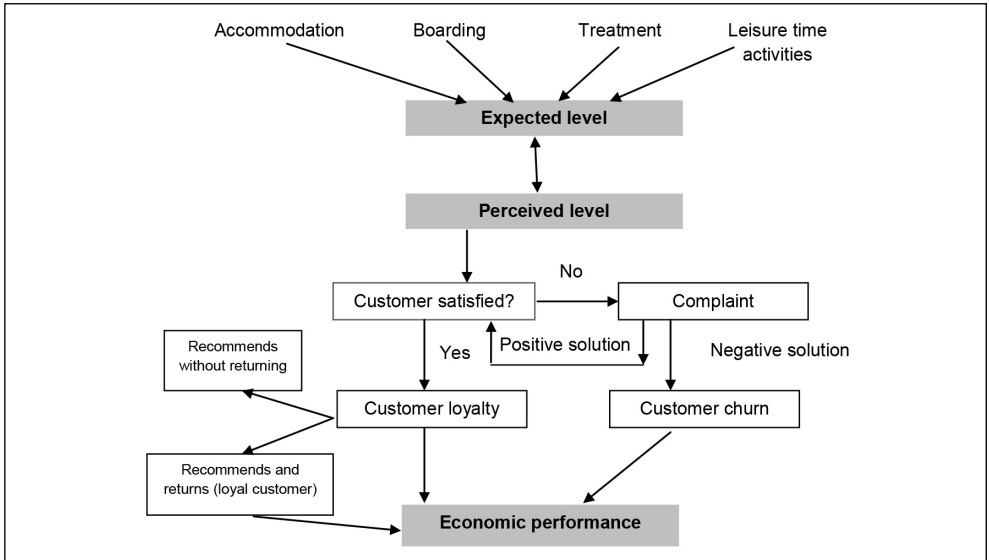 Accommodation
Boarding
Treatment
Leisure time
activities
Expected level
Perceived level
No
Customer satisfied?
Complaint
Recommends
without returning
Yes
Positive solution
Negative solution
Customer loyalty
Customer churn
Recommends and
returns (loyal customer)
Economic performance